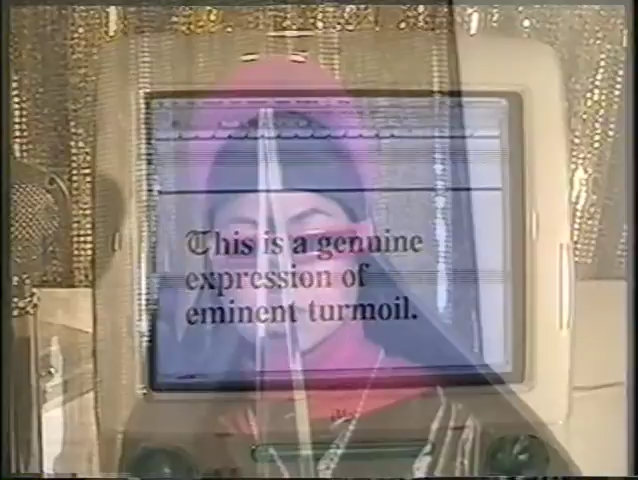 This is a genuine
expression of
eminent turmoil.